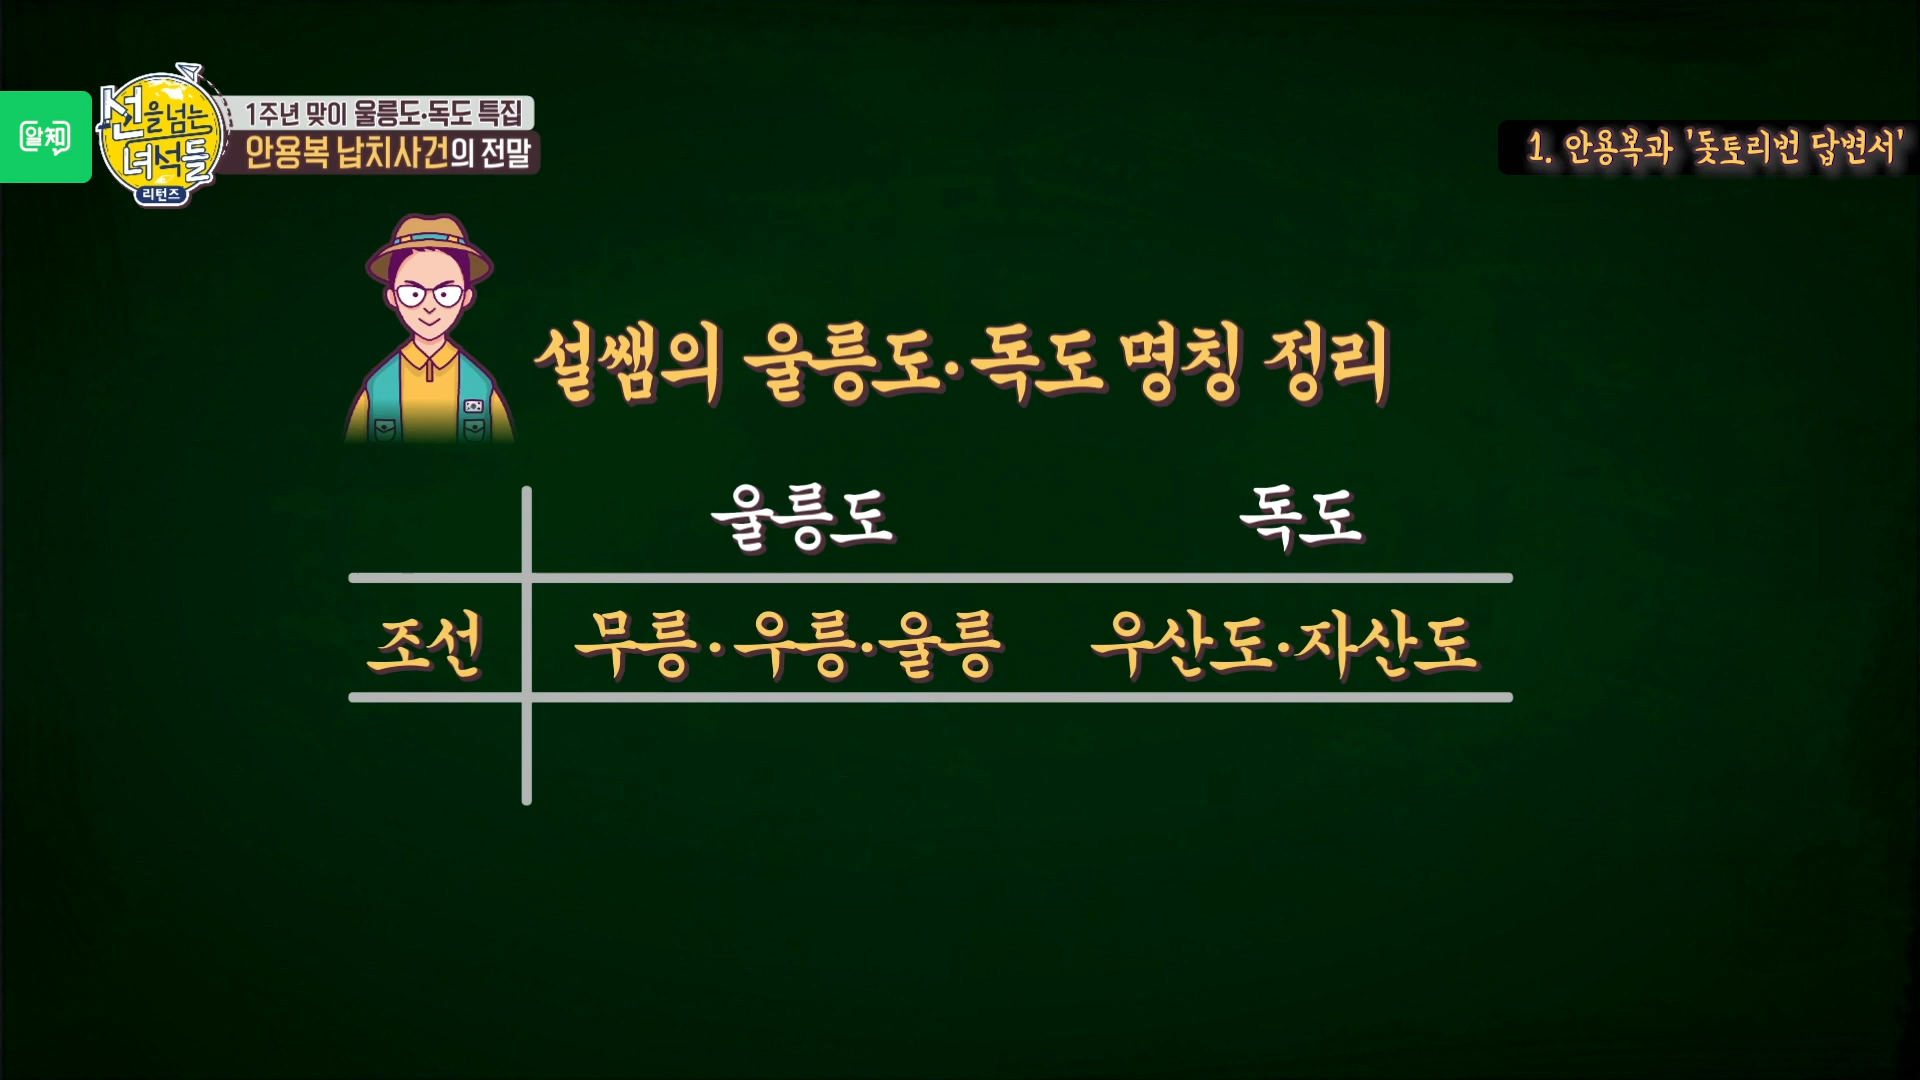 알知
선을 넘는
녀석들
리턴즈
1주년 맞이 울릉도·독도 특집
안용복 납치사건의 전말
1. 안용복과 '돗토리번 답변서'
설쌤의 울릉도·독도 명칭 정리
울릉도 독도
조선 무릉·우릉·울릉 우산도·자산도